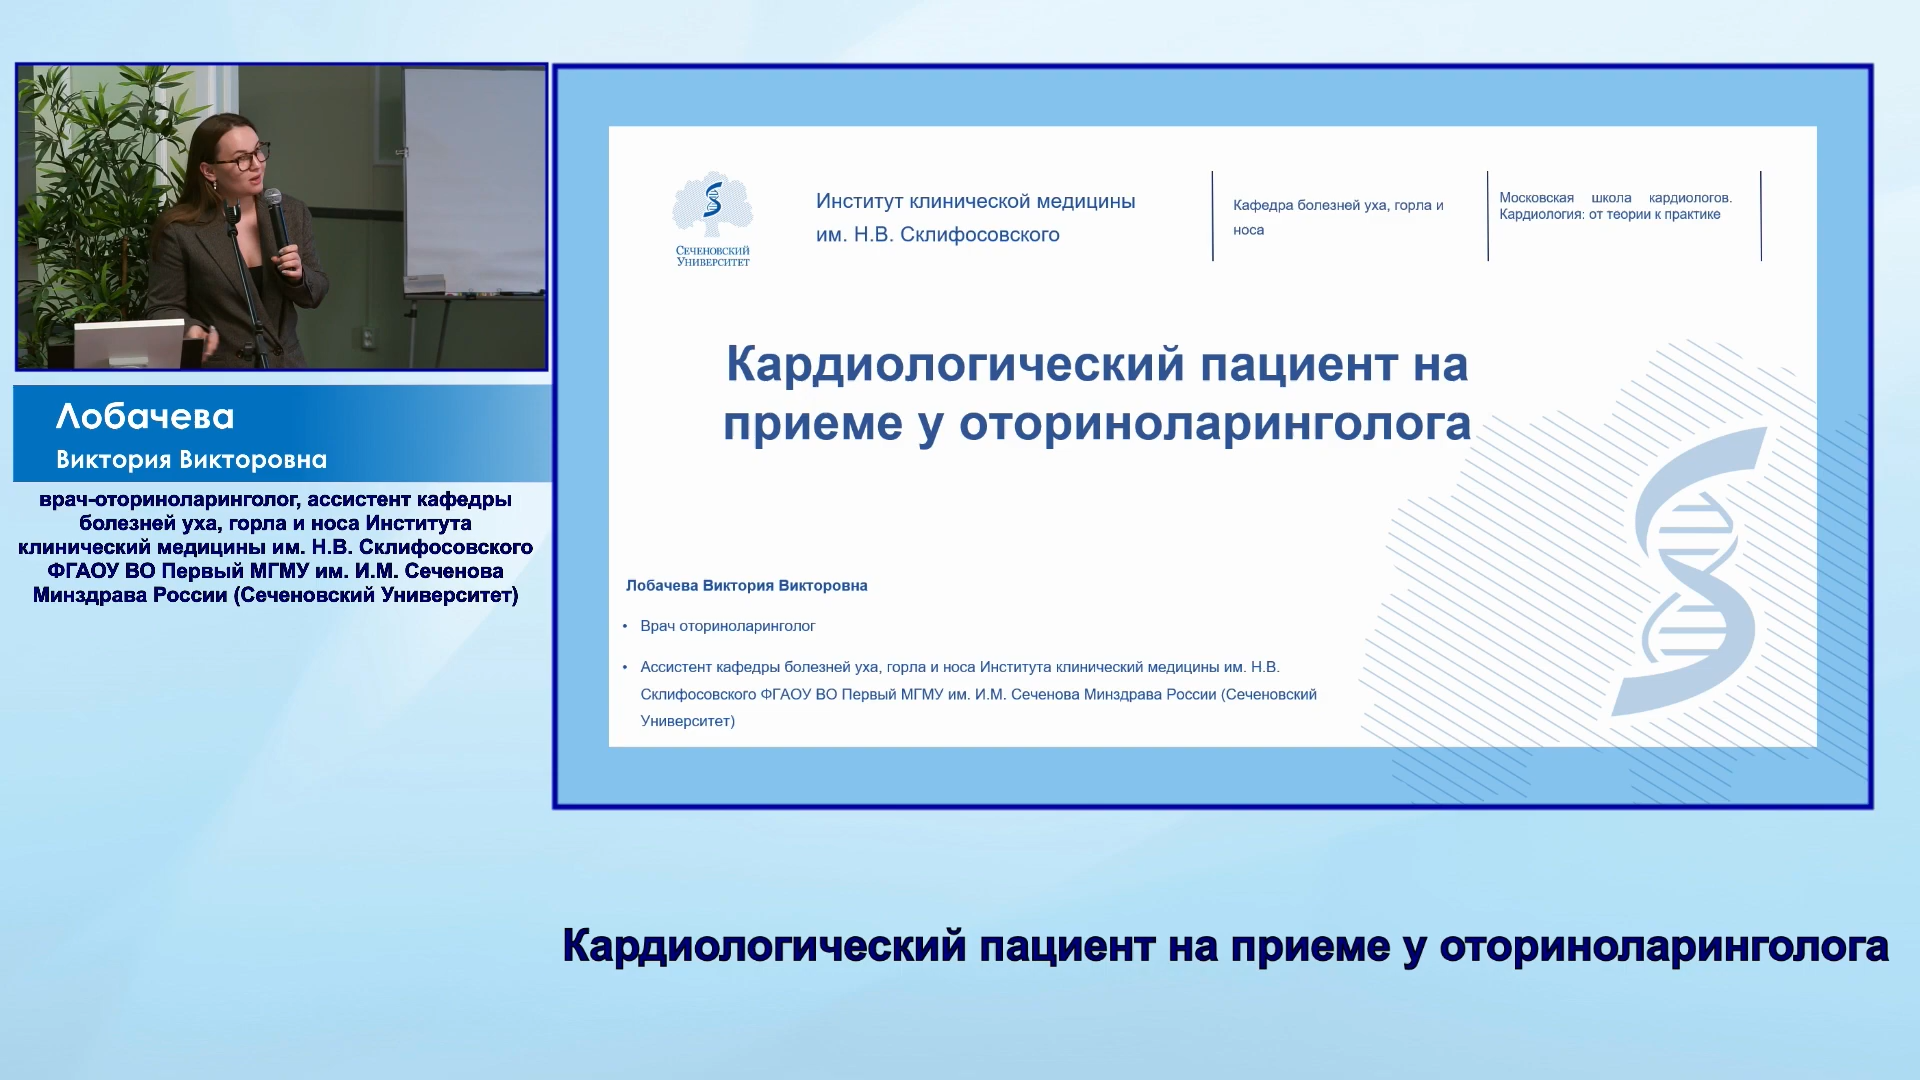 Лобачева
Виктория Викторовна
врач-оториноларинголог, ассистент кафедры
болезней уха, горла и носа Института
клинический медицины им. Н.В. Склифосовского
ФГАОУ ВО Первый МГМУ им. И.М. Сеченова
Минздрава России (Сеченовский Университет)
Сеченовский
Университет
Институт клинической медицины
им. Н.В. Склифосовского
Кафедра болезней уха, горла и
носа
Московская школа кардиологов.
Кардиология: от теории к практике
Кардиологический пациент на
приеме у оториноларинголога
Лобачева Виктория Викторовна
• Врач оториноларинголог
• Ассистент кафедры болезней уха, горла и носа Института клинический медицины им. Н.В.
Склифосовского ФГАОУ ВО Первый МГМУ им. И.М. Сеченова Минздрава России (Сеченовский
Университет)
Кардиологический пациент на приеме у оториноларинголога